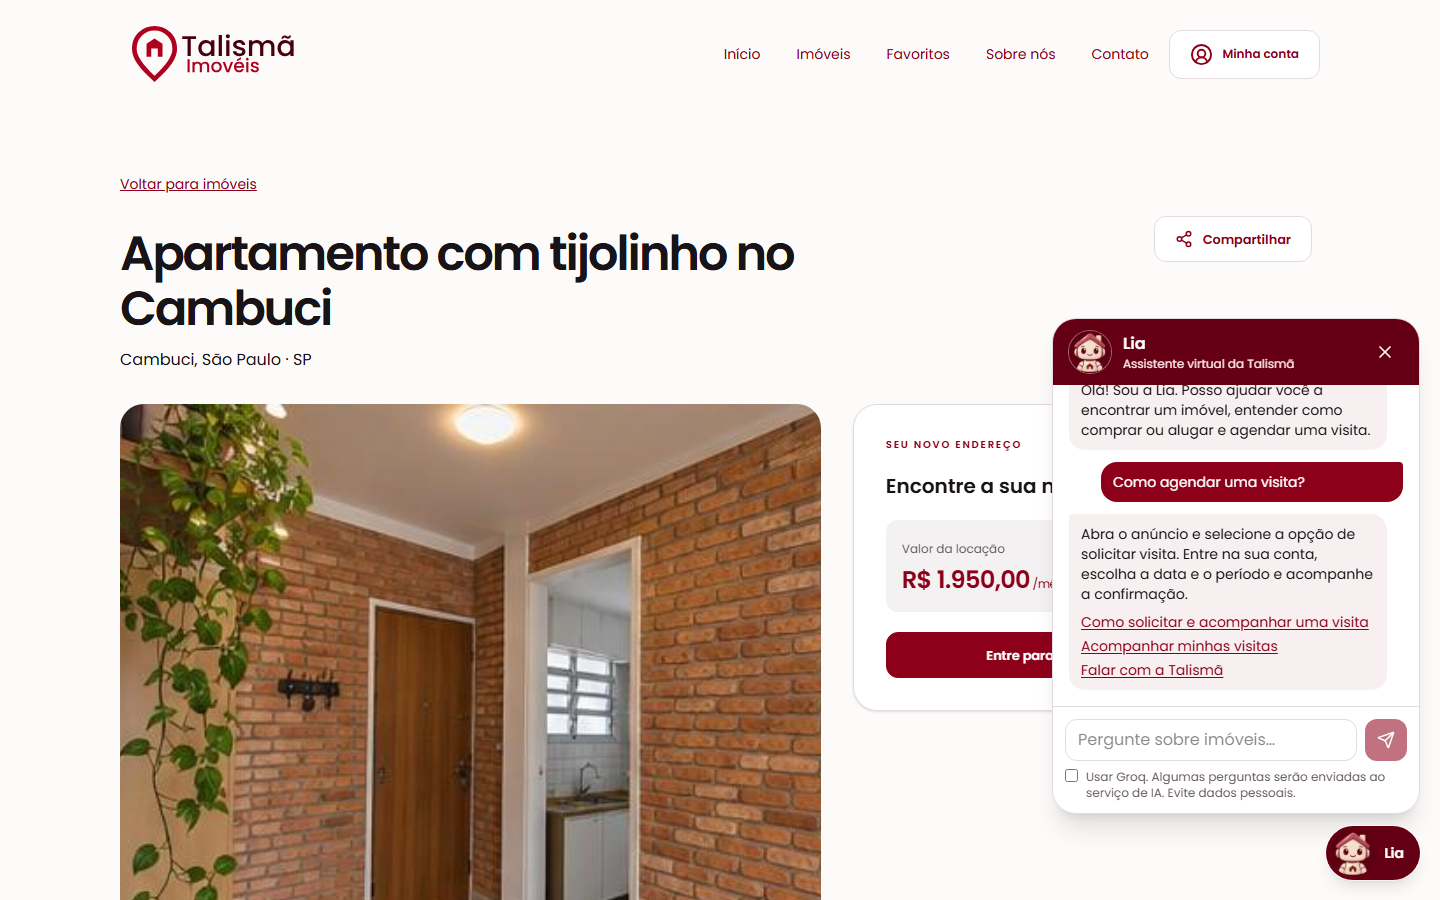 Talismã
Imovéis
Início
Imóveis
Favoritos
Sobre nós
Contato
Minha conta
Voltar para imóveis
Apartamento com tijolinho no
Cambuci
Compartilhar
Cambuci, São Paulo · SP
SEU NOVO ENDEREÇO
Encontre a sua
Valor da locação
R$ 1.950,00
Entre para
Lia
Assistente virtual da Talismã
Olá! Sou a Lia. Posso ajudar você a
encontrar um imóvel, entender como
comprar ou alugar e agendar uma visita.
Como agendar uma visita?
Abra o anúncio e selecione a opção de
solicitar visita. Entre na sua conta,
escolha a data e o período e acompanhe
a confirmação.
Como solicitar e acompanhar uma visita
Acompanhar minhas visitas
Falar com a Talismã
Pergunte sobre imóveis...
Usar Groq. Algumas perguntas serão enviadas ao
serviço de IA. Evite dados pessoais.
Lia